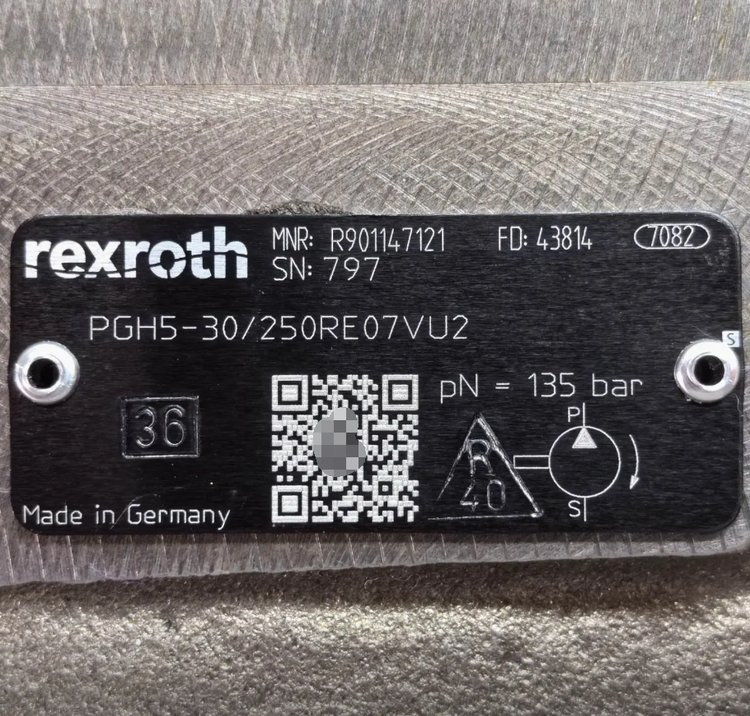 rexroth
MNR: R901147121 FD: 43814 7082
SN: 797
PGH5-30/250RE07VU2
S
36
pN = 135 bar
P
R
40
S
Made in Germany